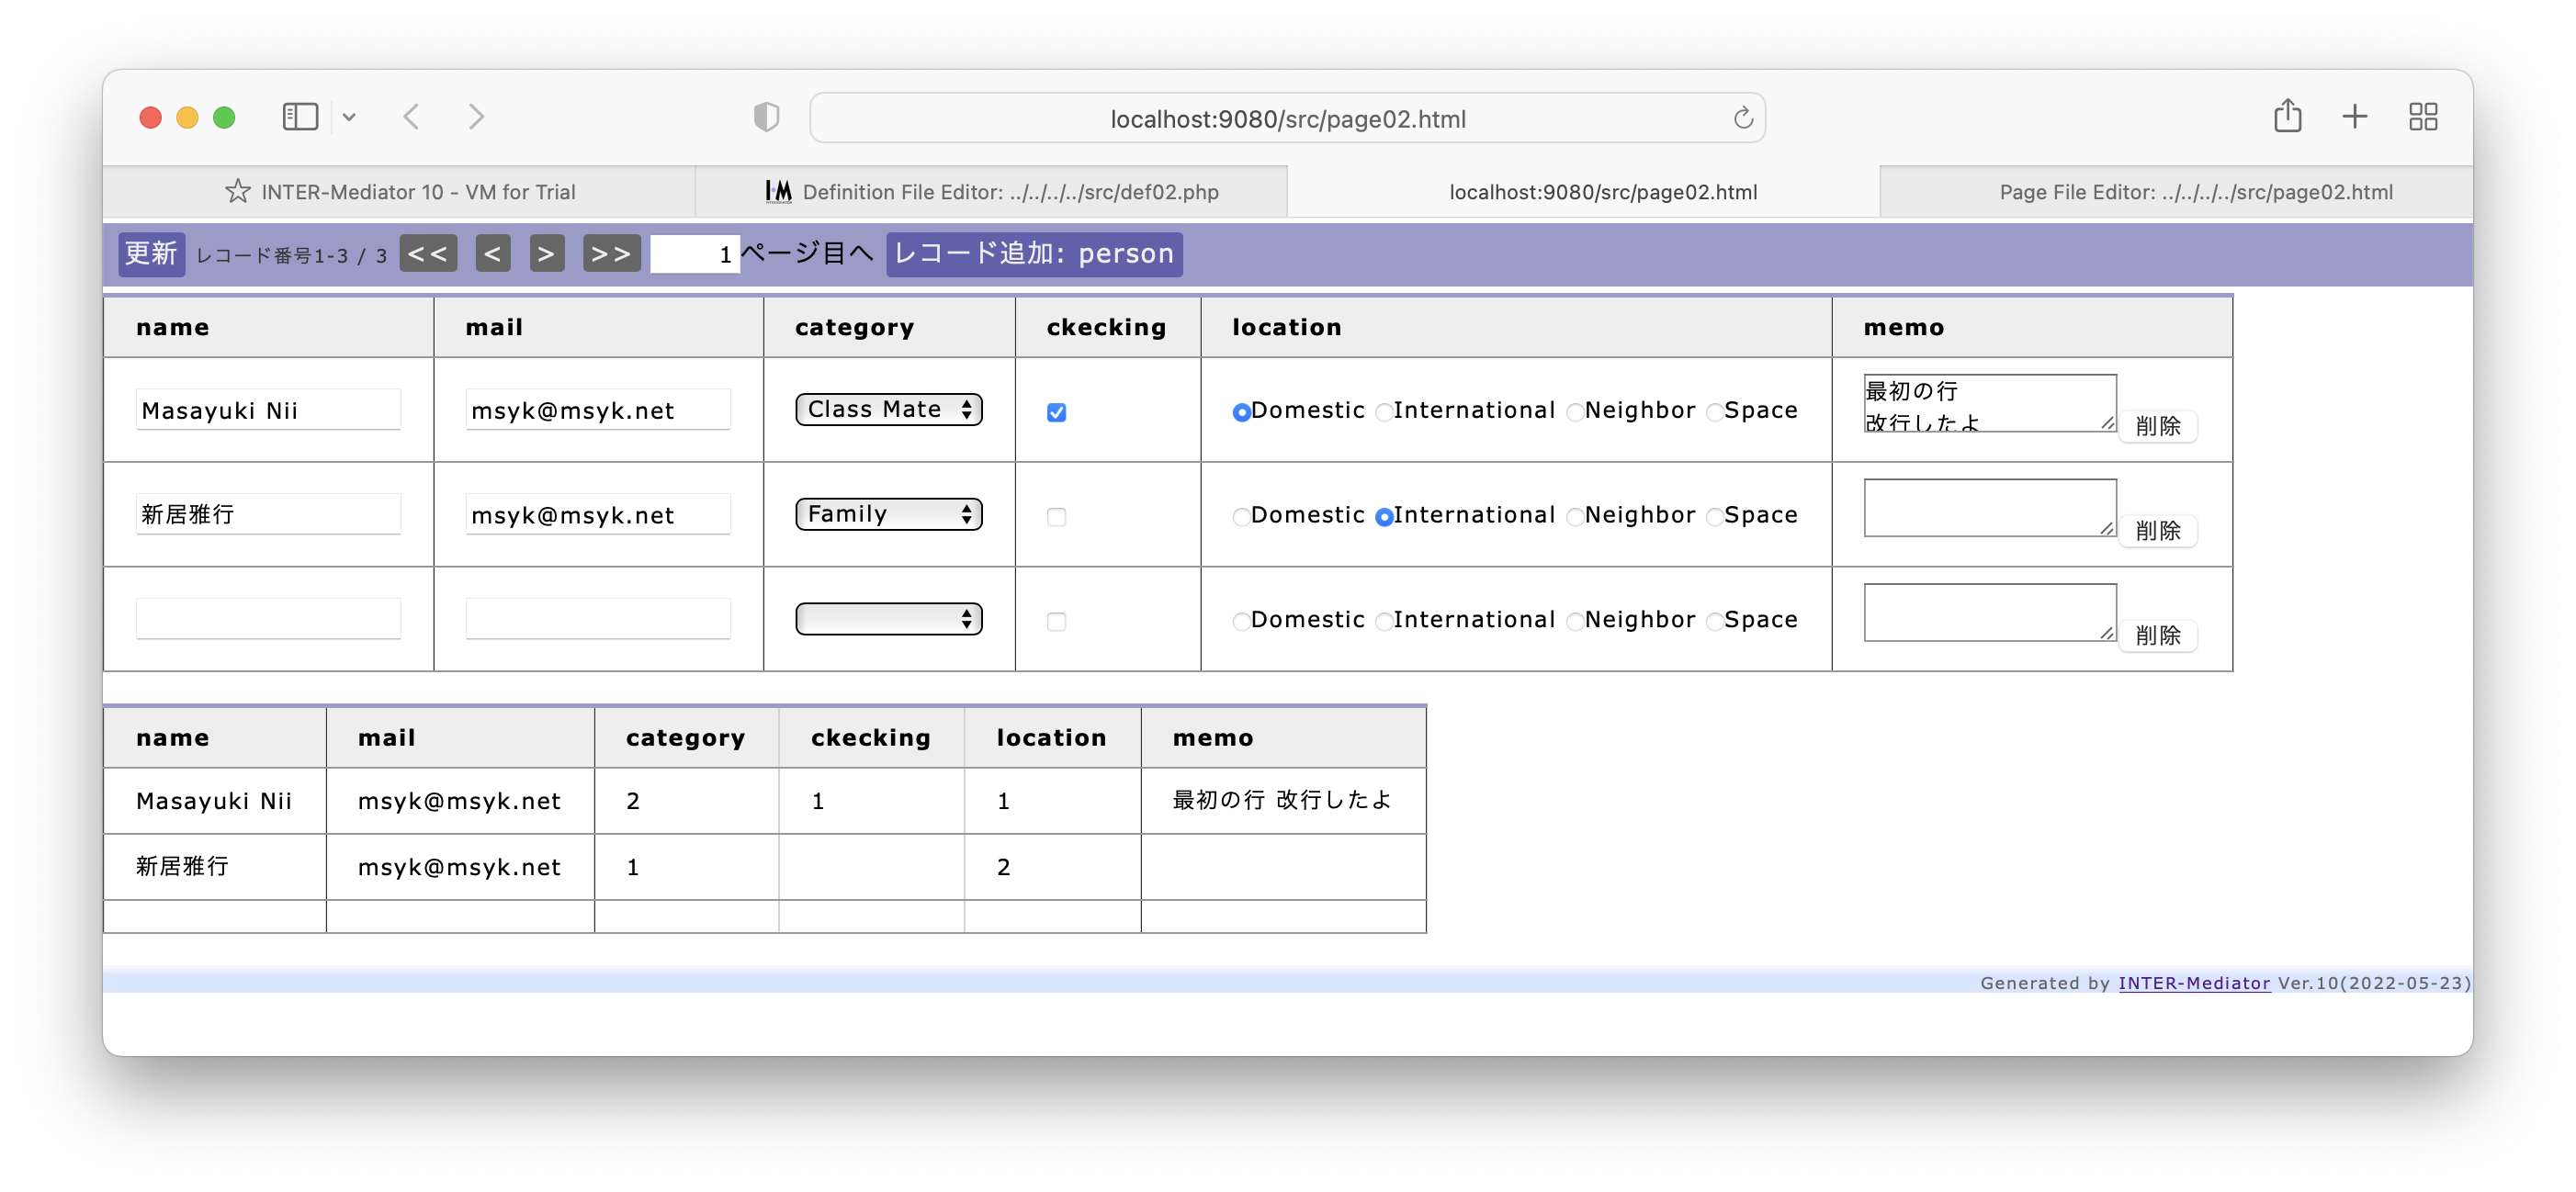 localhost:9080/src/page02.html
INTER-Mediator 10 - VM for Trial
I·M Definition File Editor: ../../../../src/def02.php
localhost:9080/src/page02.html
Page File Editor: ../../../../src/page02.html
更新 レコード番号1-3 / 3 << < > >> 1 ページ目へ レコード追加: person
name mail category ckecking location memo
Masayuki Nii msyk@msyk.net Class Mate Domestic International Neighbor Space 最初の行
改行したよ 削除
新居雅行 msyk@msyk.net Family Domestic International Neighbor Space 削除
Domestic International Neighbor Space 削除
name mail category ckecking location memo
Masayuki Nii msyk@msyk.net 2 1 1 最初の行 改行したよ
新居雅行 msyk@msyk.net 1 2
Generated by INTER-Mediator Ver.10(2022-05-23)